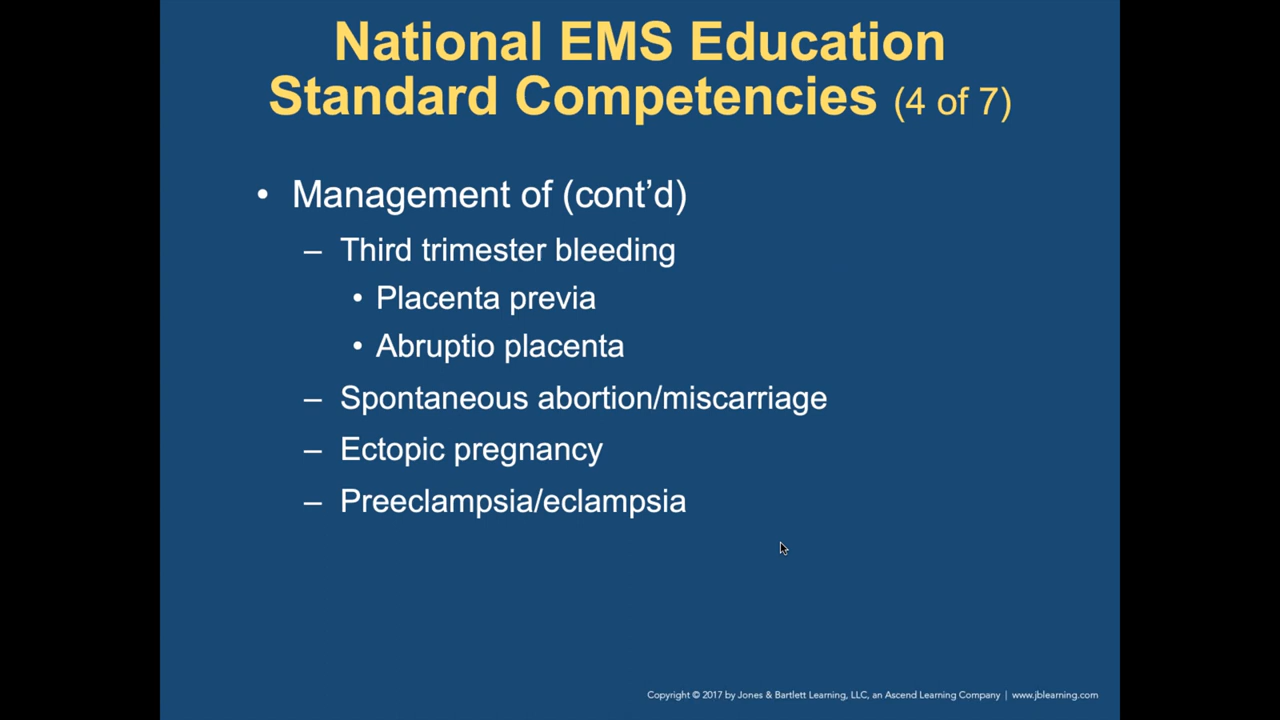 National EMS Education
Standard Competencies (4 of 7)
• Management of (cont’d)
– Third trimester bleeding
• Placenta previa
• Abruptio placenta
– Spontaneous abortion/miscarriage
– Ectopic pregnancy
– Preeclampsia/eclampsia
Copyright © 2017 by Jones & Bartlett Learning, LLC, an Ascend Learning Company | www.jblearning.com